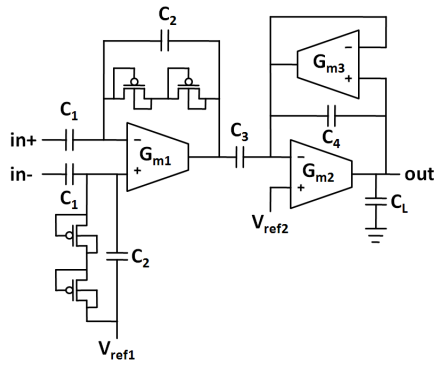 C2
Gm3
C1
C3
C4
in+
Gm1
in-
Gm2
out
C1
Vref2
CL
C2
Vref1